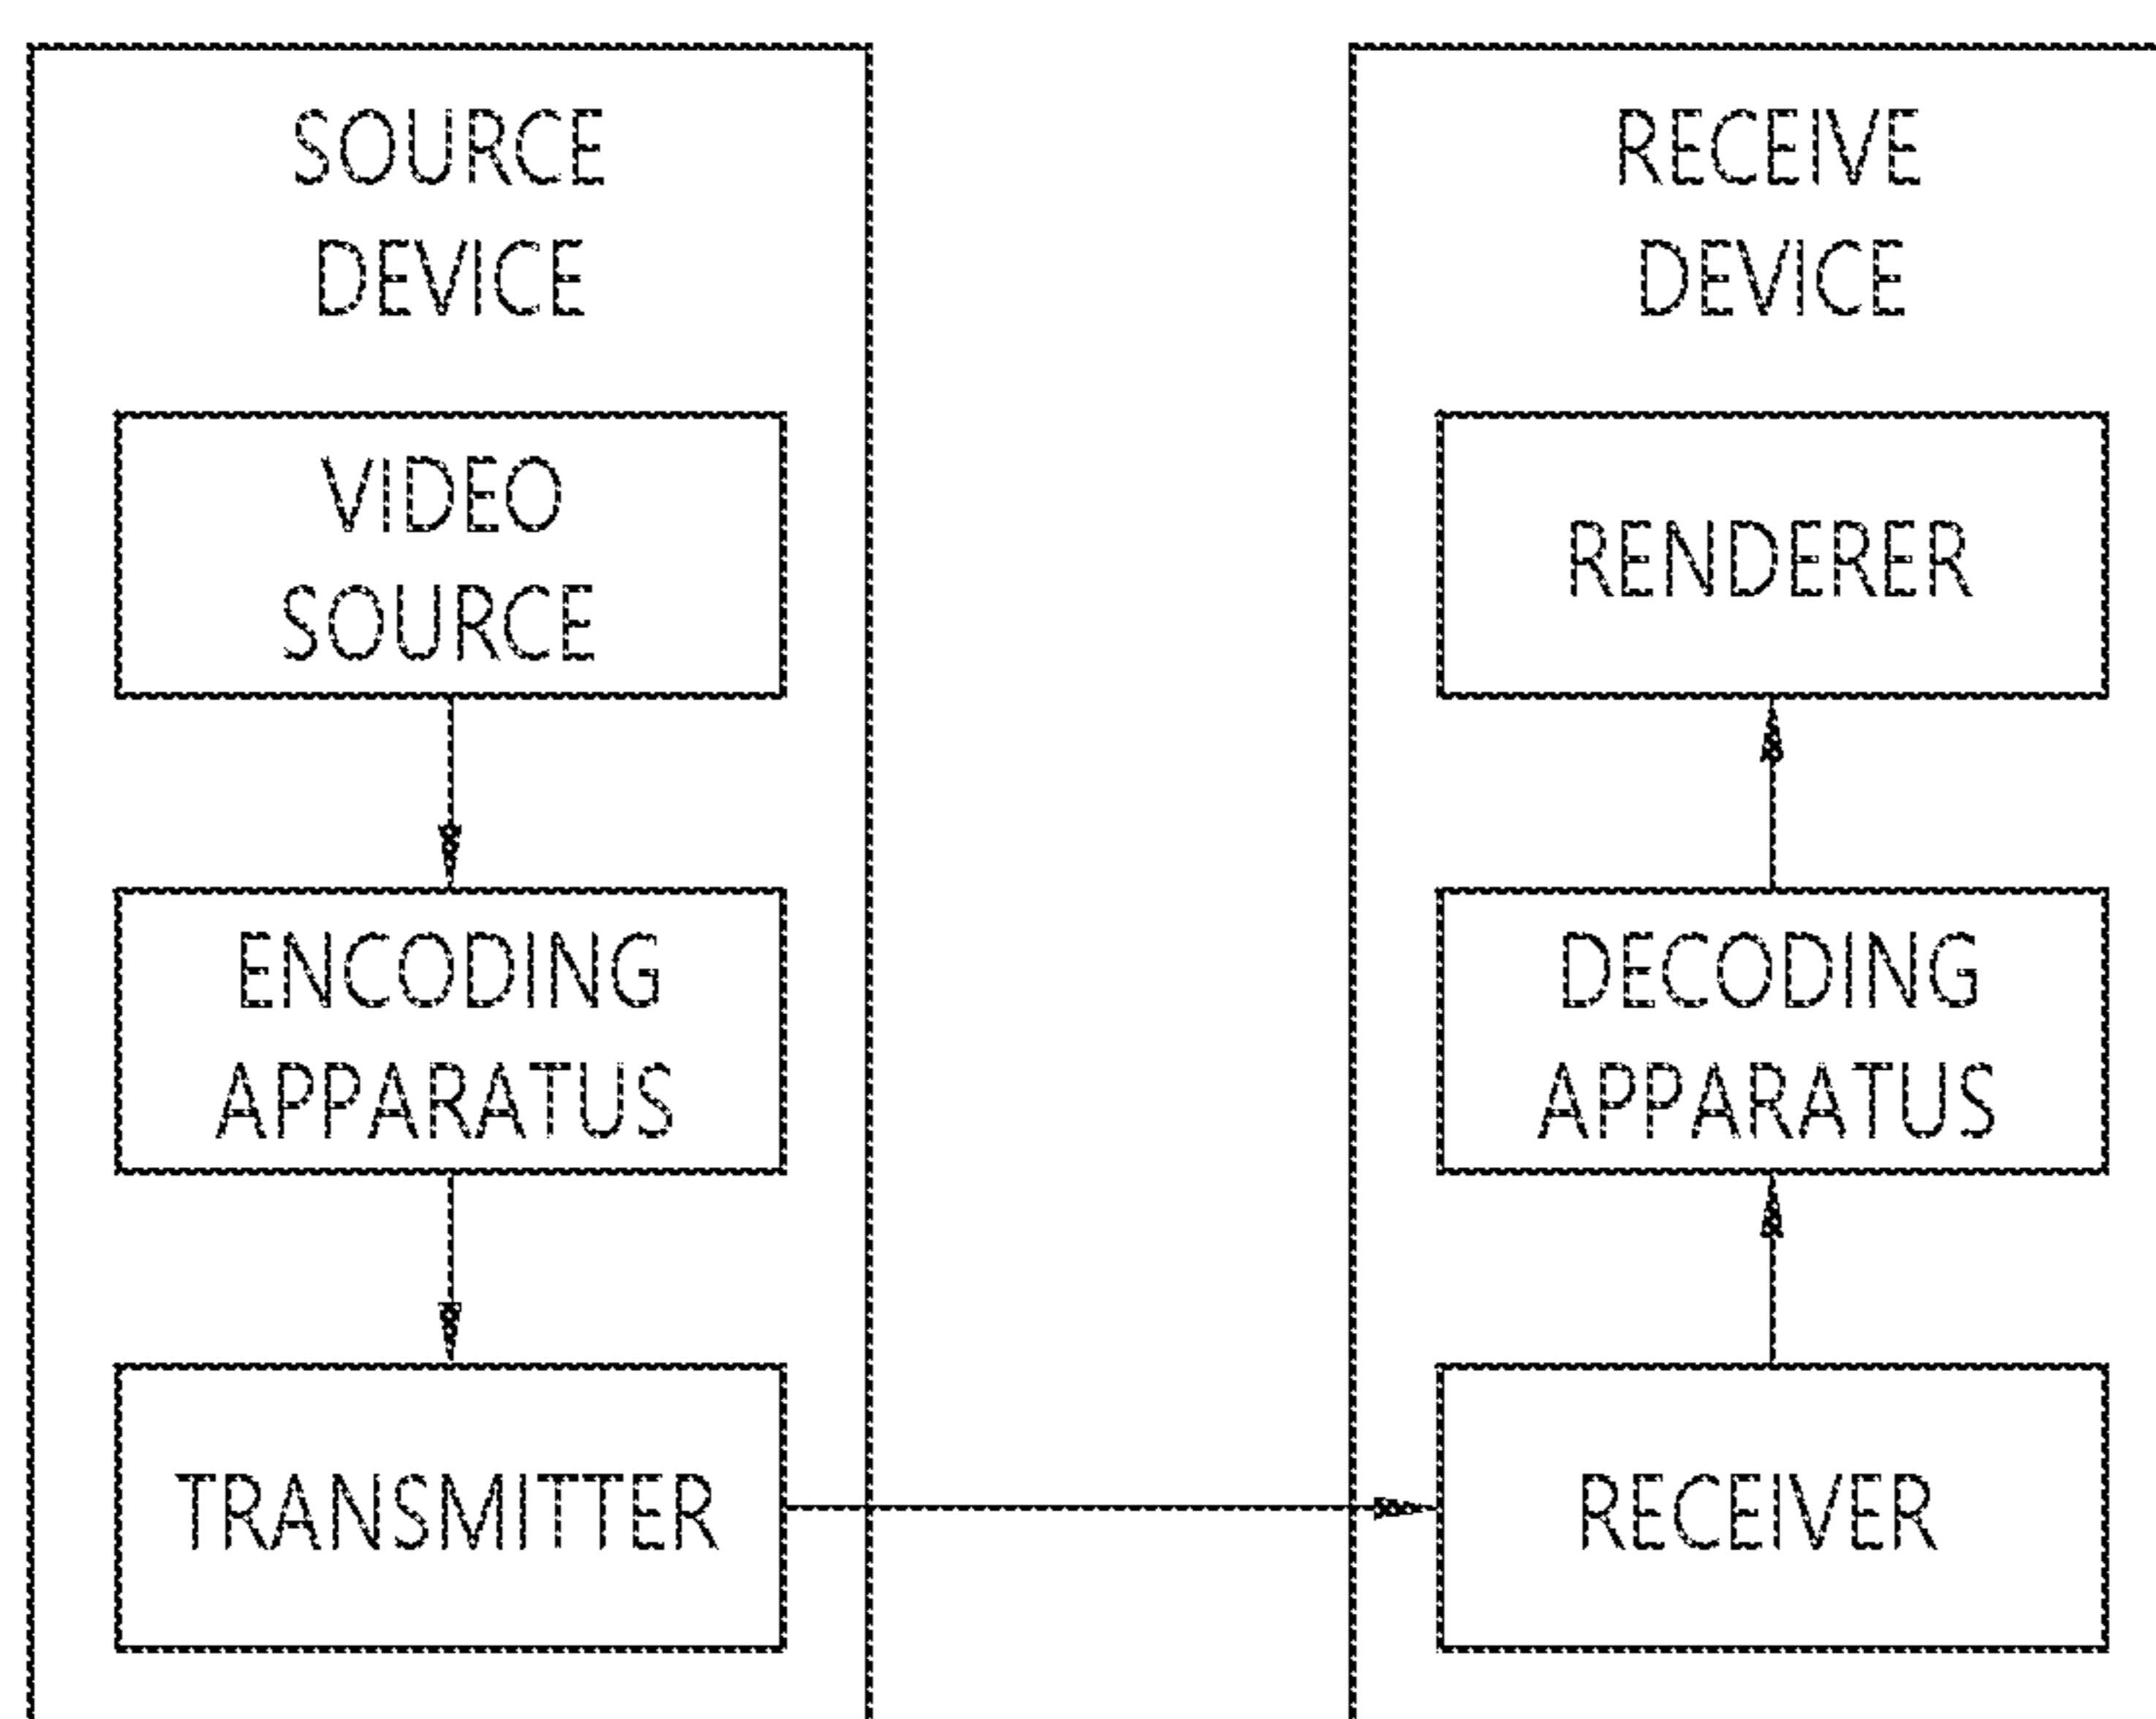 SOURCE
DEVICE
VIDEO
SOURCE
ENCODING
APPARATUS
TRANSMITTER
RECEIVE
DEVICE
RENDERER
DECODING
APPARATUS
RECEIVER